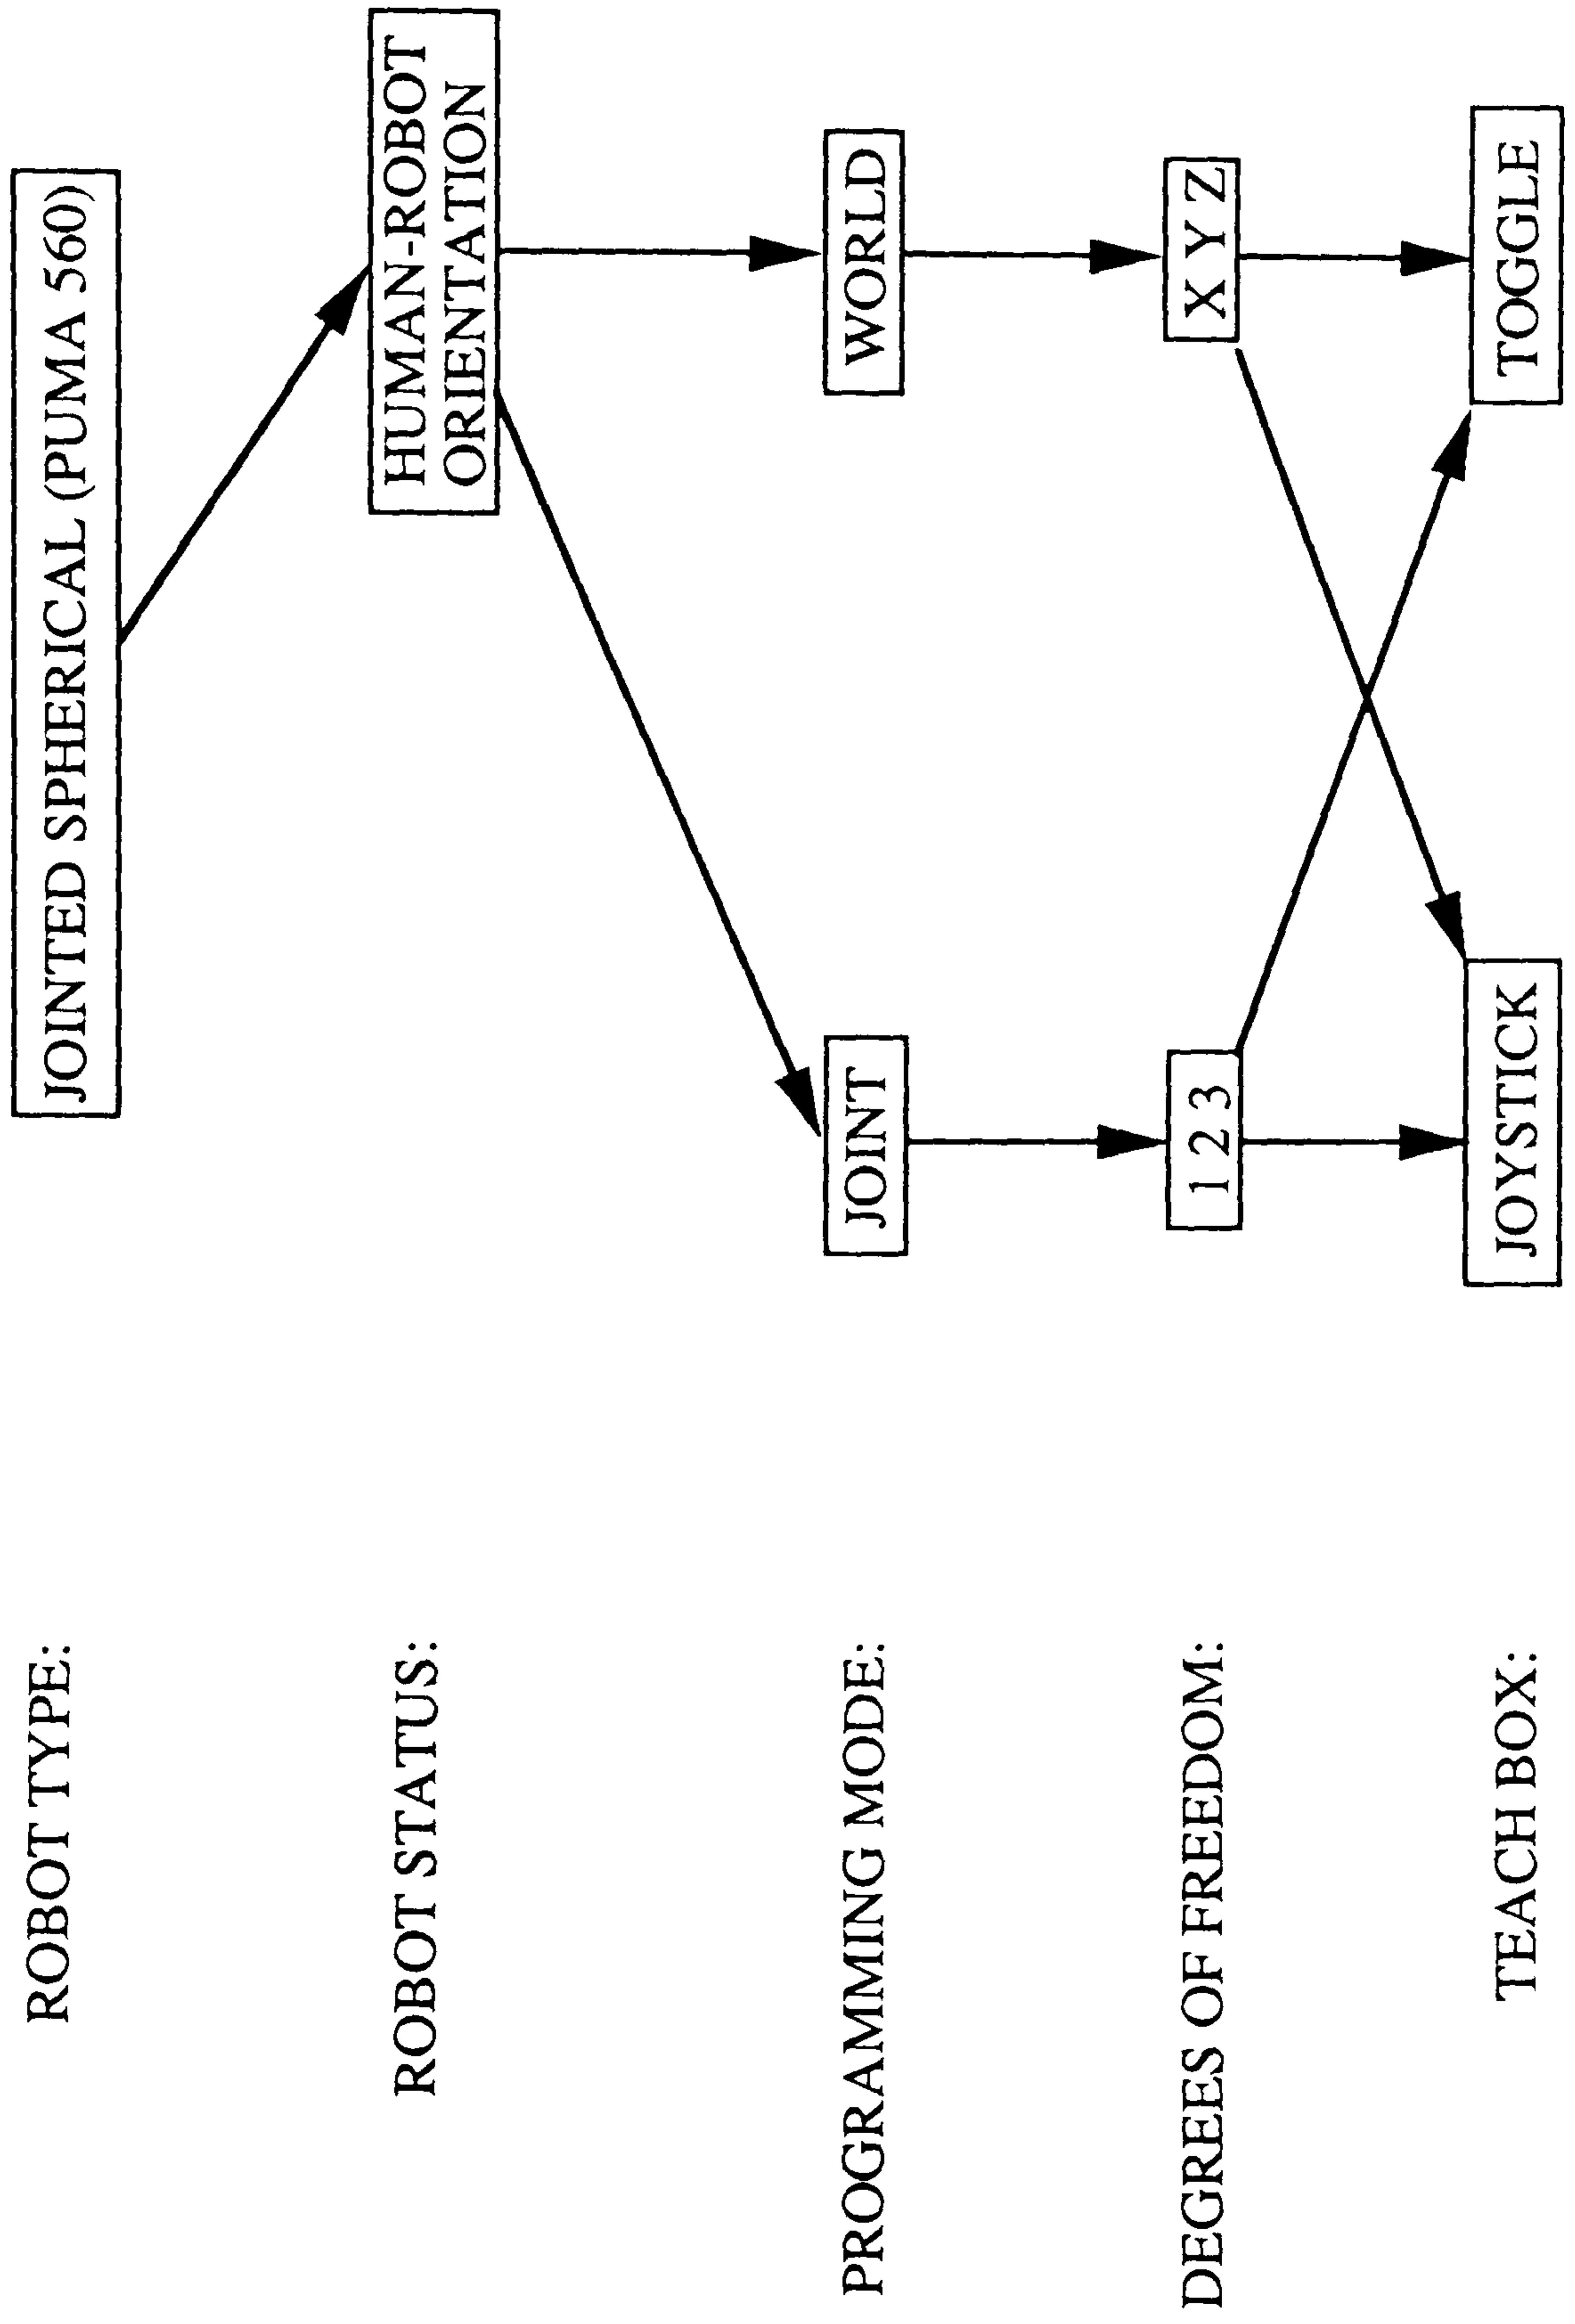 ROBOT TYPE:
JOINTED SPHERICAL (PUMA 560)
ROBOT STATUS:
HUMAN-ROBOT
ORIENTATION
PROGRAMMING MODE:
JOINT
WORLD
DEGREES OF FREEDOM:
1 2 3
X Y Z
TEACH BOX:
JOYSTICK
TOGGLE